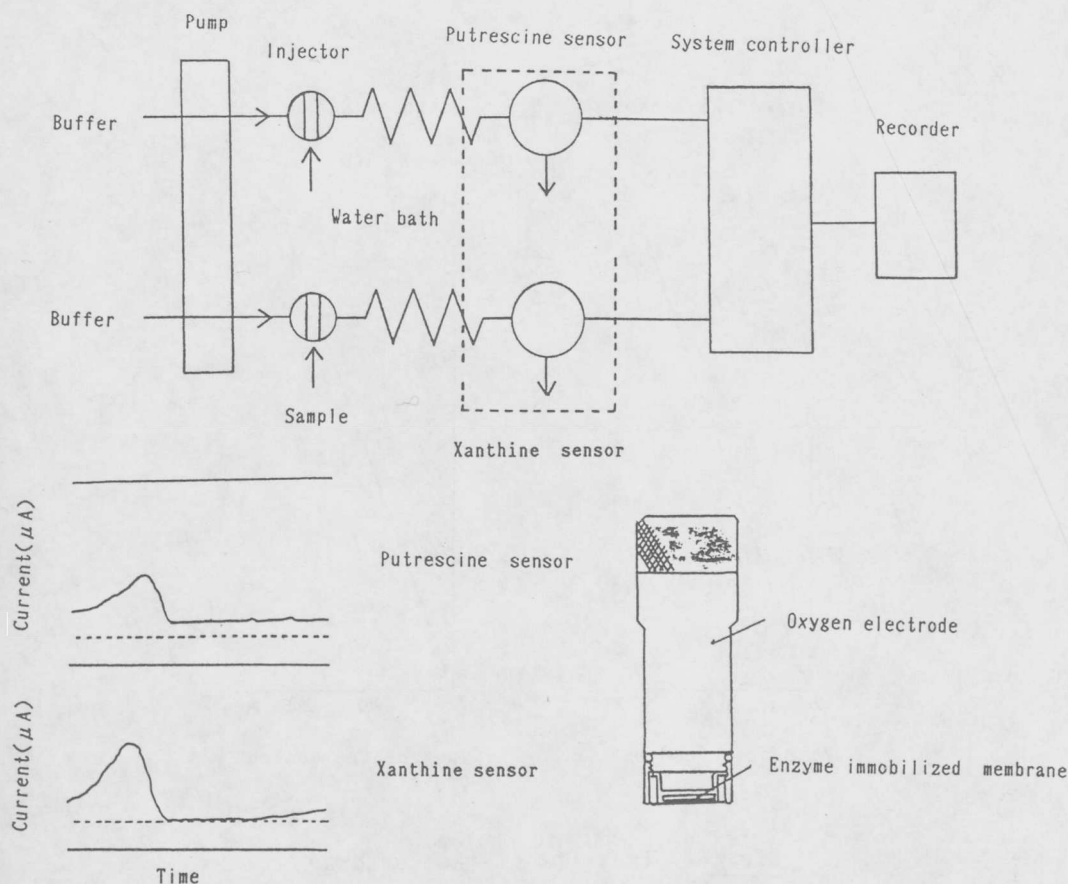 Pump
Injector
Putrescine sensor
System controller
Buffer
Recorder
Water bath
Buffer
Sample
Xanthine sensor
Current(μA)
Putrescine sensor
Oxygen electrode
Current(μA)
Xanthine sensor
Enzyme immobilized membrane
Time